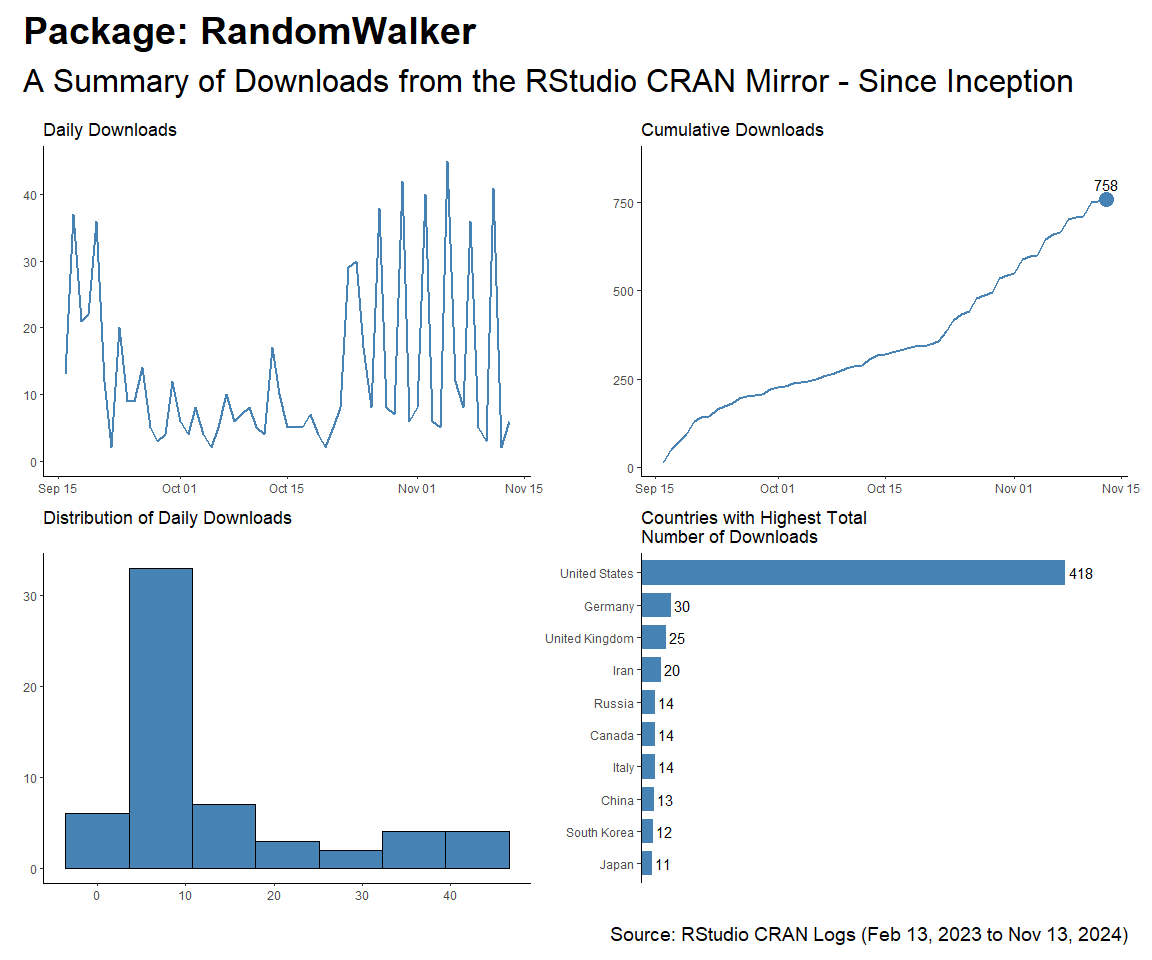 Package: RandomWalker
A Summary of Downloads from the RStudio CRAN Mirror - Since Inception
Daily Downloads
40
30
20
10
0
Sep 15 Oct 01 Oct 15 Nov 01 Nov 15
Cumulative Downloads
758
750
500
250
0
Sep 15 Oct 01 Oct 15 Nov 01 Nov 15
Distribution of Daily Downloads
30
20
10
0
0 10 20 30 40
Countries with Highest Total
Number of Downloads
United States 418
Germany 30
United Kingdom 25
Iran 20
Russia 14
Canada 14
Italy 14
China 13
South Korea 12
Japan 11
Source: RStudio CRAN Logs (Feb 13, 2023 to Nov 13, 2024)